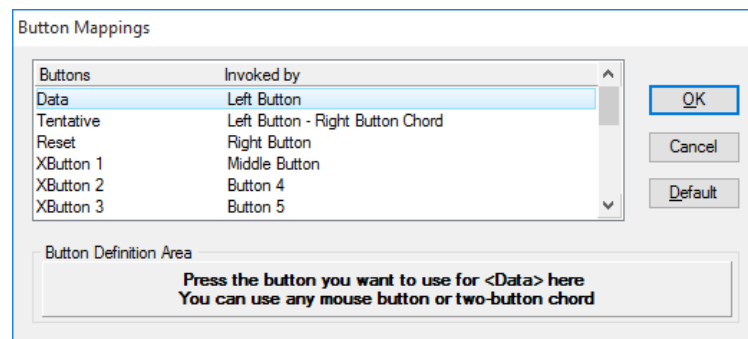 Button Mappings
Buttons Invoked by
Data Left Button
Tentative Left Button - Right Button Chord
Reset Right Button
XButton 1 Middle Button
XButton 2 Button 4
XButton 3 Button 5
OK
Cancel
Default
Button Definition Area
Press the button you want to use for <Data> here
You can use any mouse button or two-button chord